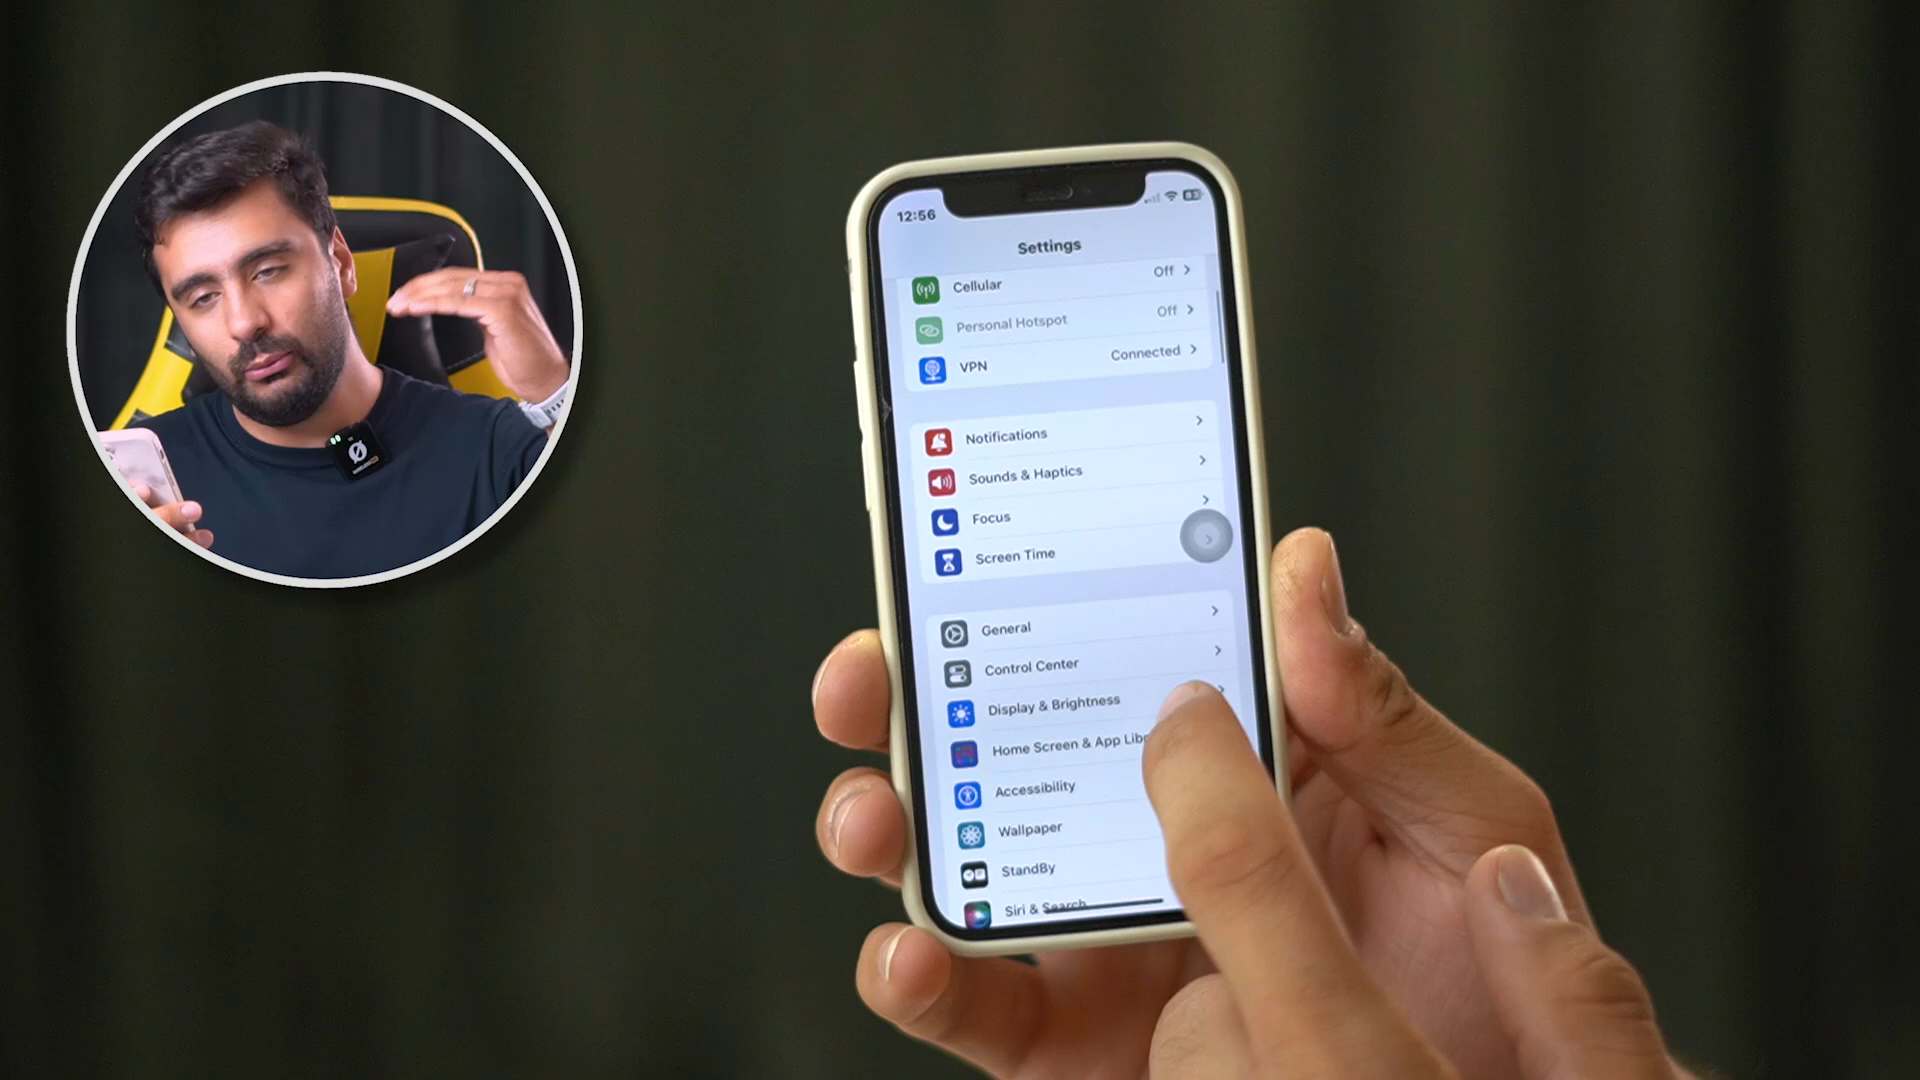 12:56
Settings
Cellular Off
Personal Hotspot Off
VPN Connected
Notifications
Sounds & Haptics
Focus
Screen Time
General
Control Center
Display & Brightness
Home Screen & App Libr
Accessibility
Wallpaper
StandBy
Siri & Search